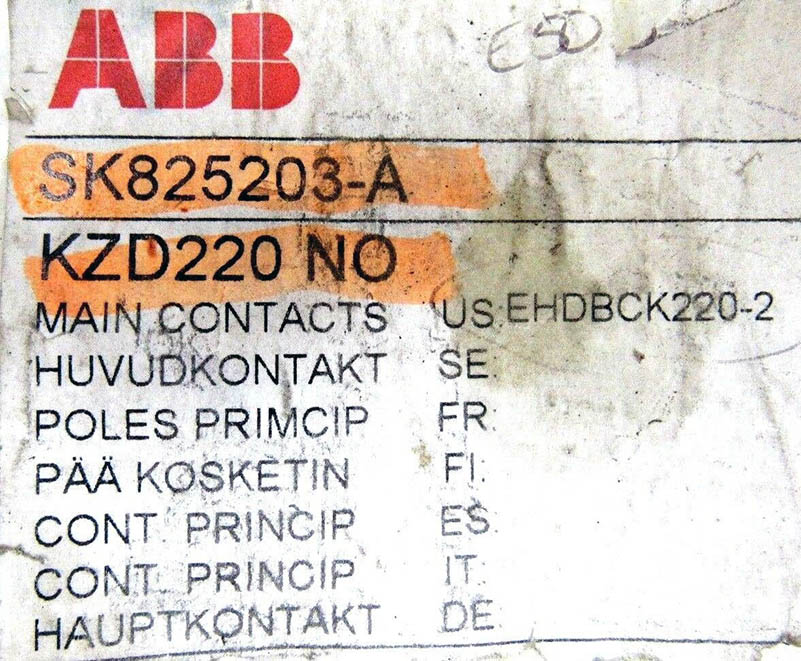 ABB
E50
SK825203-A
KZD220 NO
MAIN CONTACTS US:EHDBCK220-2
HUVUDKONTAKT SE:
POLES PRIMCIP FR:
PÄÄ KOSKETIN FI:
CONT. PRINCIP ES
CONT. PRINCIP IT:
HAUPTKONTAKT DE